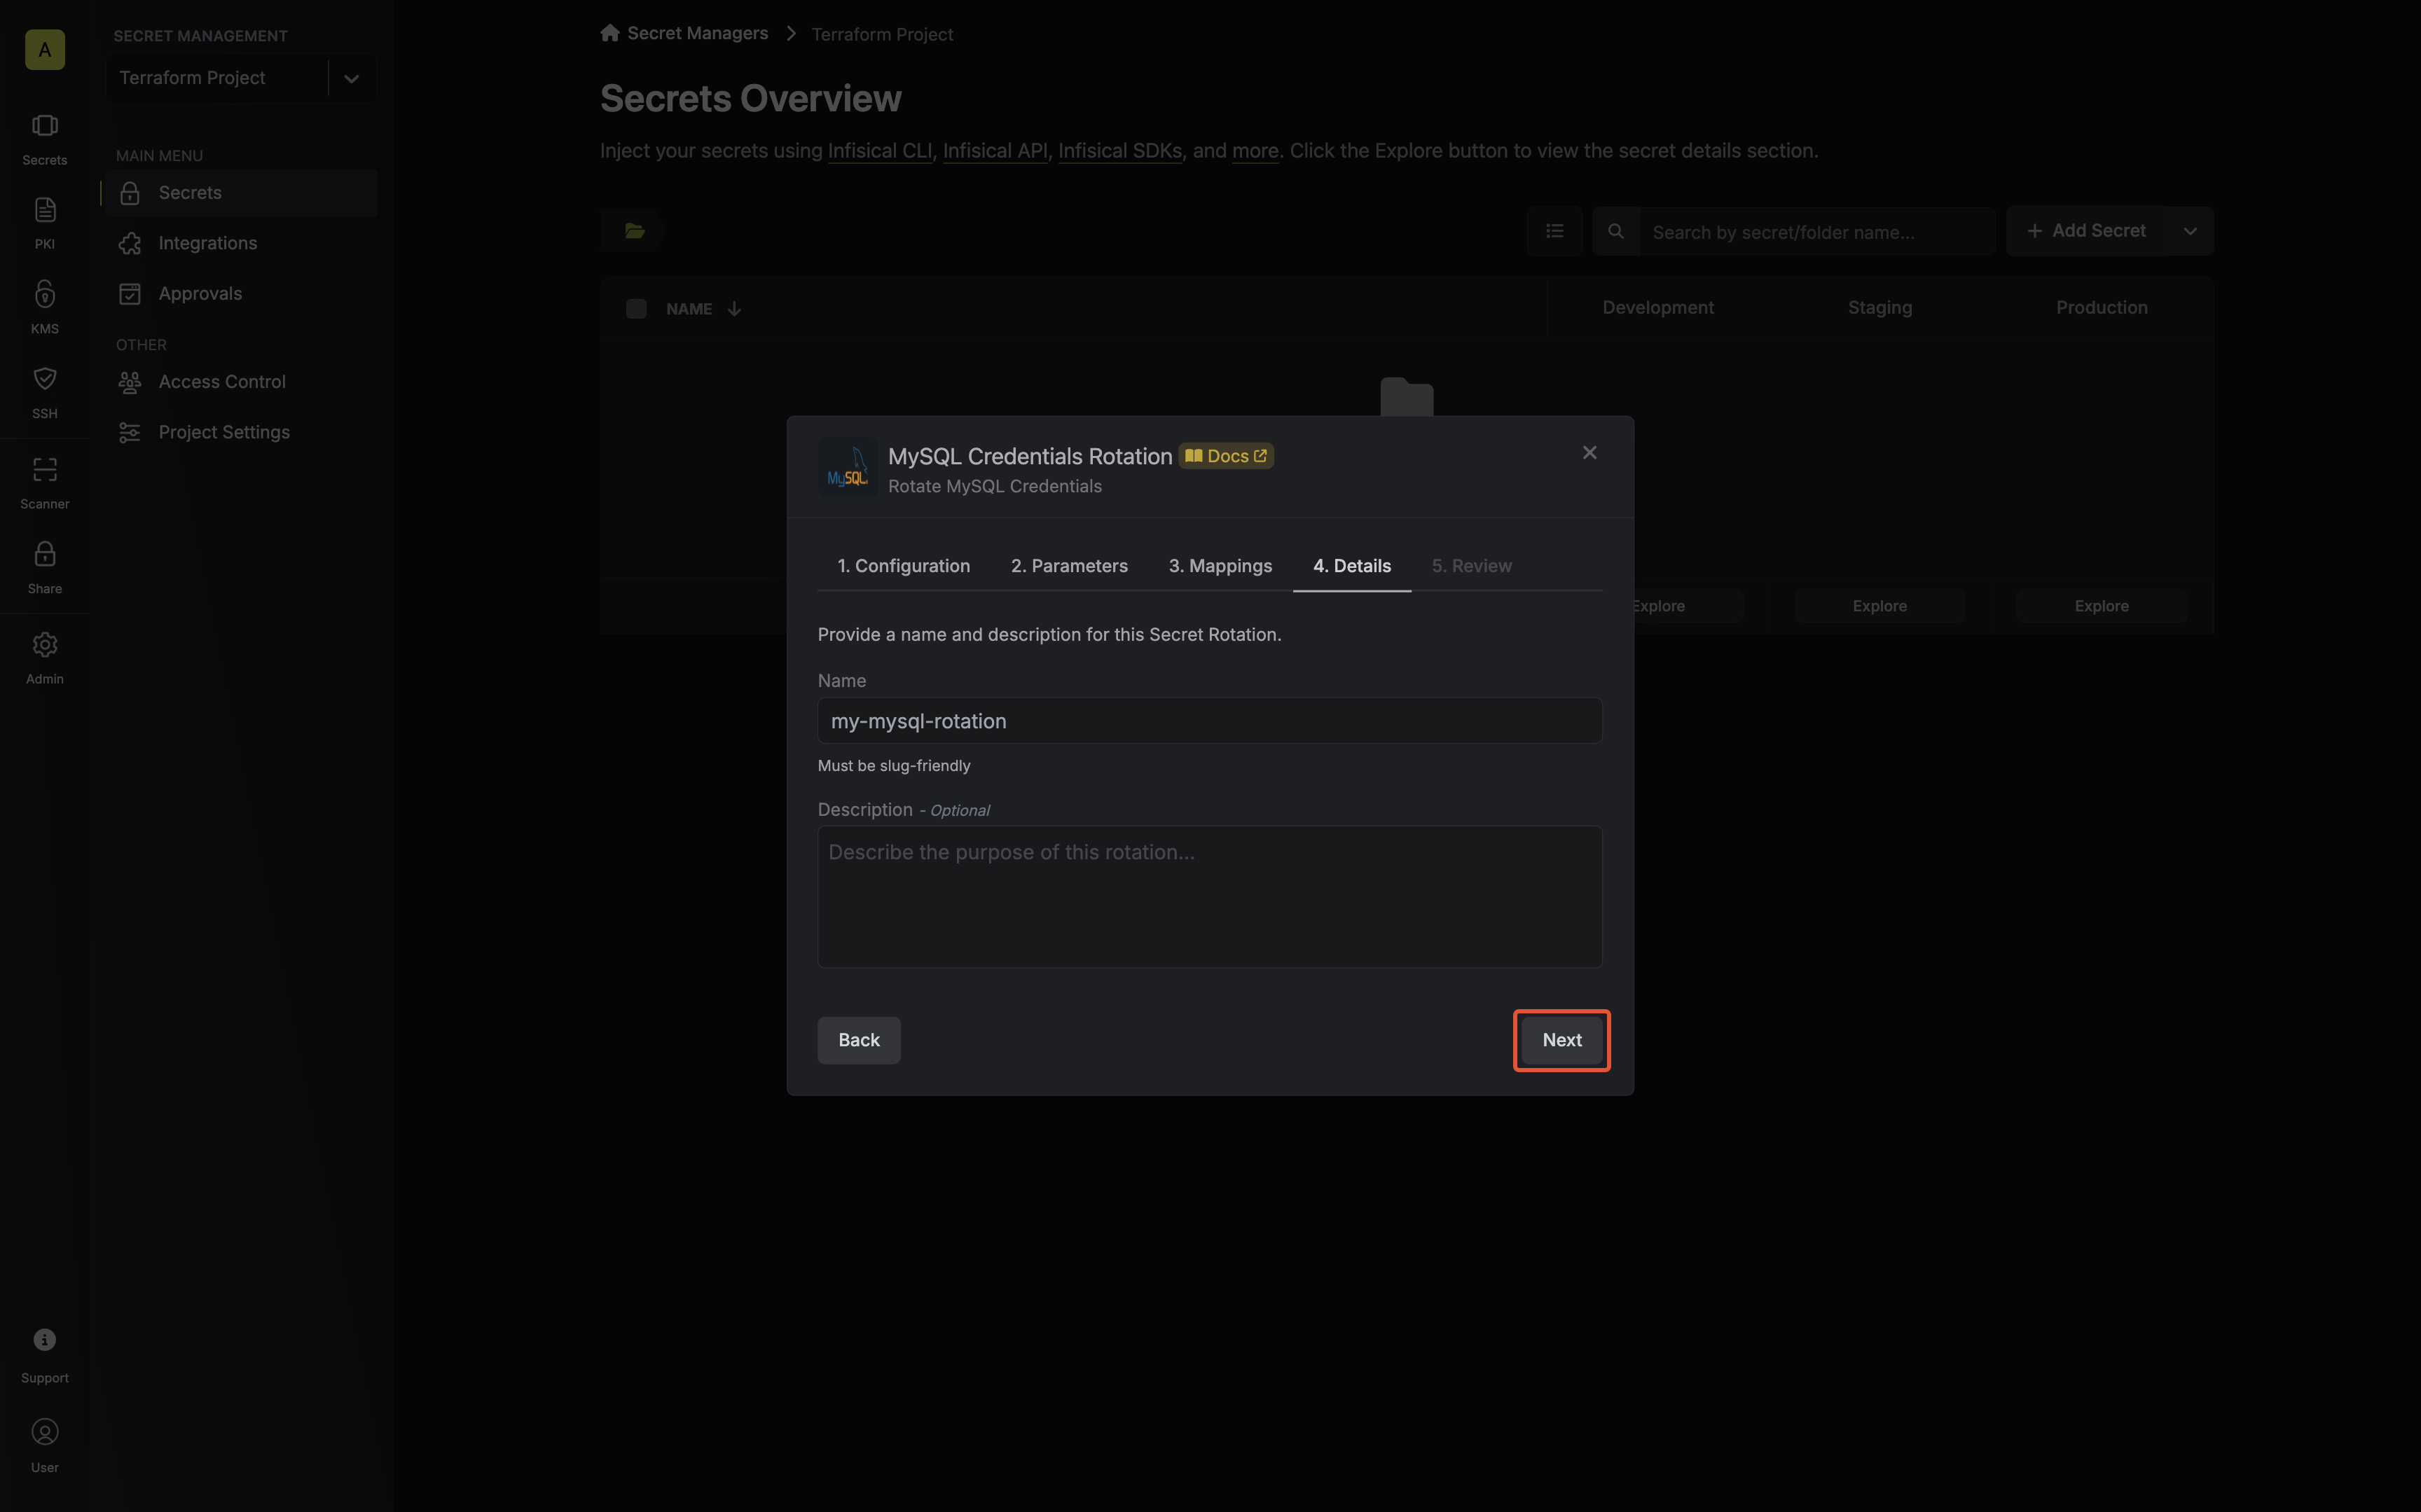 A
Secrets
PKI
KMS
SSH
Scanner
Share
Admin
Support
User
SECRET MANAGEMENT
Terraform Project
MAIN MENU
Secrets
Integrations
Approvals
OTHER
Access Control
Project Settings
Secret Managers > Terraform Project
Secrets Overview
Inject your secrets using Infisical CLI, Infisical API, Infisical SDKs, and more. Click the Explore button to view the secret details section.
Search by secret/folder name...
+ Add Secret
NAME Development Staging Production
Explore Explore Explore
MySQL
MySQL Credentials Rotation Docs
Rotate MySQL Credentials
1. Configuration 2. Parameters 3. Mappings 4. Details 5. Review
Provide a name and description for this Secret Rotation.
Name
my-mysql-rotation
Must be slug-friendly
Description - Optional
Describe the purpose of this rotation...
Back Next